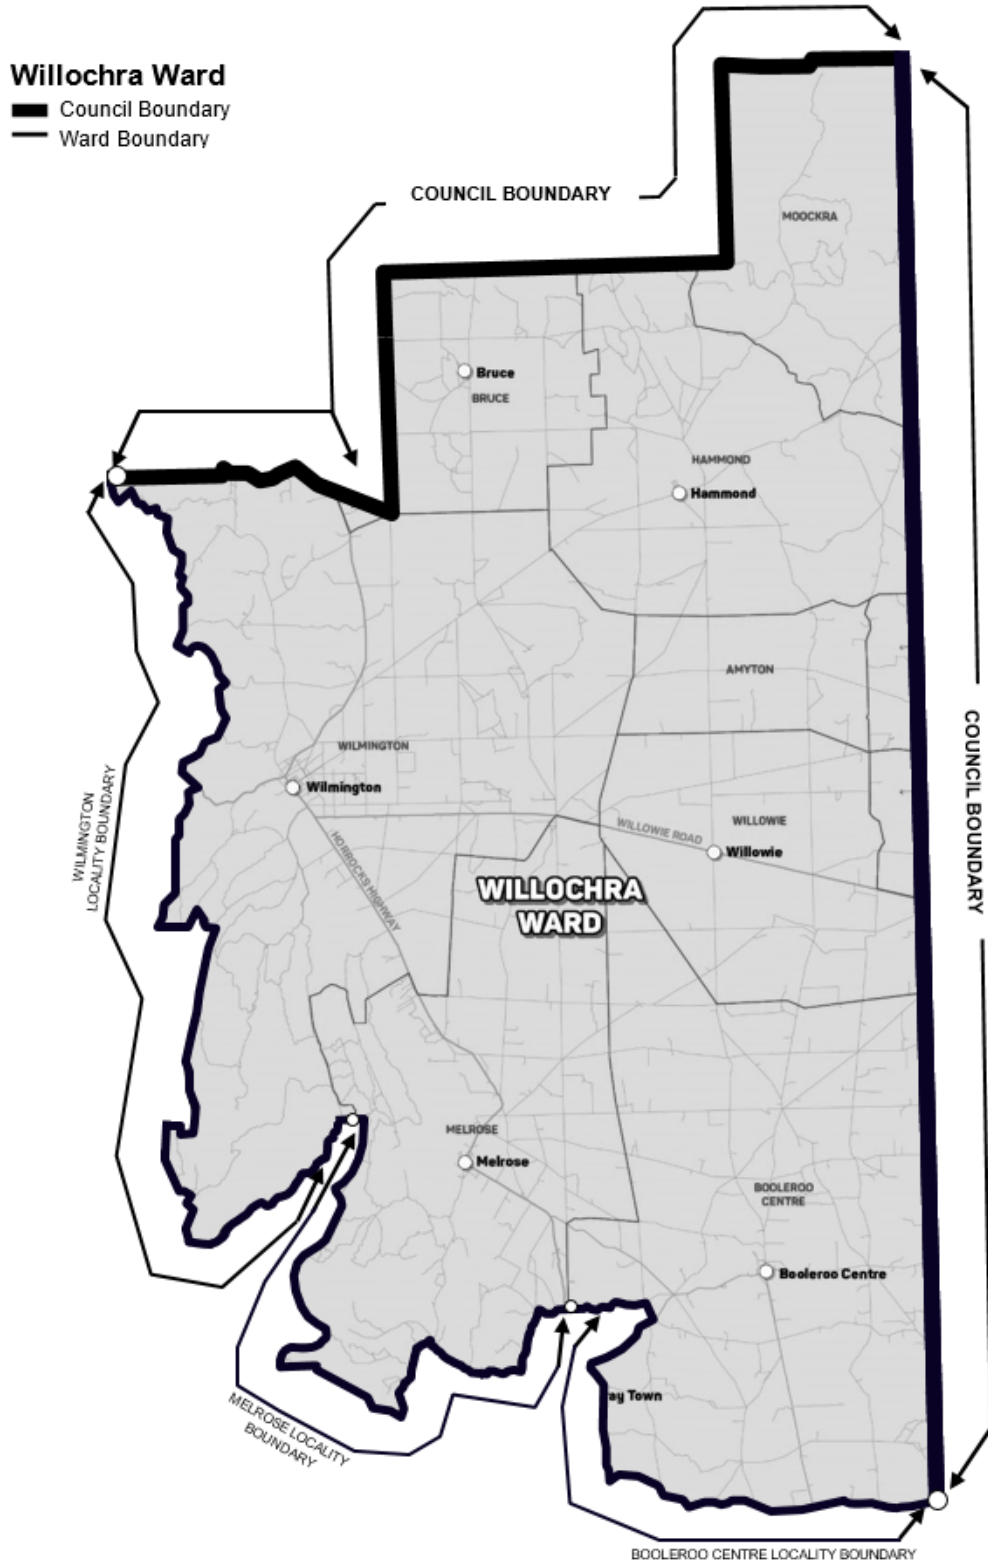 Willochra Ward
Council Boundary
Ward Boundary
COUNCIL BOUNDARY
MOOCKRA
Bruce
BRUCE
HAMMOND
Hammond
AMYTON
COUNCIL BOUNDARY
WILMINGTON
Wilmington
WILMINGTON
LOCALITY BOUNDARY
HORROCKS HIGHWAY
WILLOWIE ROAD
WILLOWIE
Willowie
WILLOCHRA
WARD
MELROSE
Melrose
BOOLEROO
CENTRE
Booleroo Centre
ray Town
MELROSE LOCALITY
BOUNDARY
BOOLEROO CENTRE LOCALITY BOUNDARY